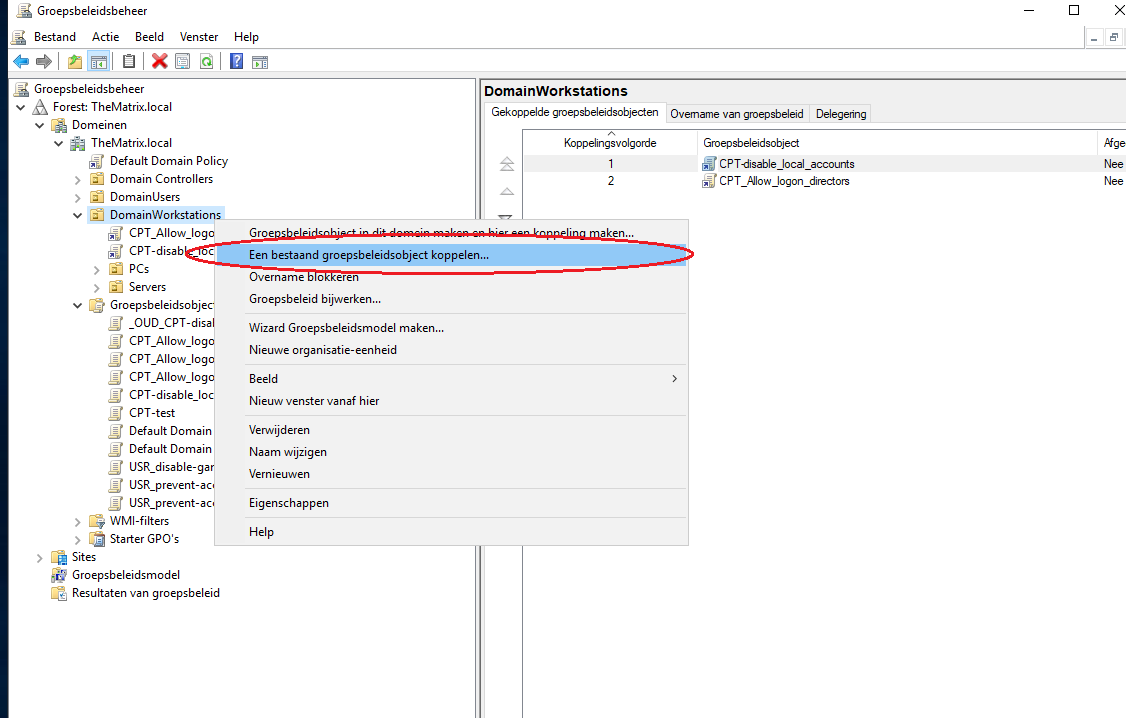 Groepsbeleidsbeheer
Bestand Actie Beeld Venster Help
Groepsbeleidsbeheer
Forest: TheMatrix.local
Domeinen
TheMatrix.local
Default Domain Policy
Domain Controllers
DomainUsers
DomainWorkstations
CPT_Allow_logo
CPT-disable_loc
PCs
Servers
Groepsbeleidsobject
_OUD_CPT-disal
CPT_Allow_logo
CPT_Allow_logo
CPT_Allow_logo
CPT-disable_loc
CPT-test
Default Domain
Default Domain
USR_disable-gar
USR_prevent-acc
USR_prevent-acc
WMI-filters
Starter GPO's
Sites
Groepsbeleidsmodel
Resultaten van groepsbeleid
Groepsbeleidsobject in dit domein maken en hier een koppeling maken...
Een bestaand groepsbeleidsobject koppelen...
Overname blokkeren
Groepsbeleid bijwerken...
Wizard Groepsbeleidsmodel maken...
Nieuwe organisatie-eenheid
Beeld
Nieuw venster vanaf hier
Verwijderen
Naam wijzigen
Vernieuwen
Eigenschappen
Help
DomainWorkstations
Gekoppelde groepsbeleidsobjecten Overname van groepsbeleid Delegering
Koppelingsvolgorde Groepsbeleidsobject Afge
1 CPT-disable_local_accounts Nee
2 CPT_Allow_logon_directors Nee